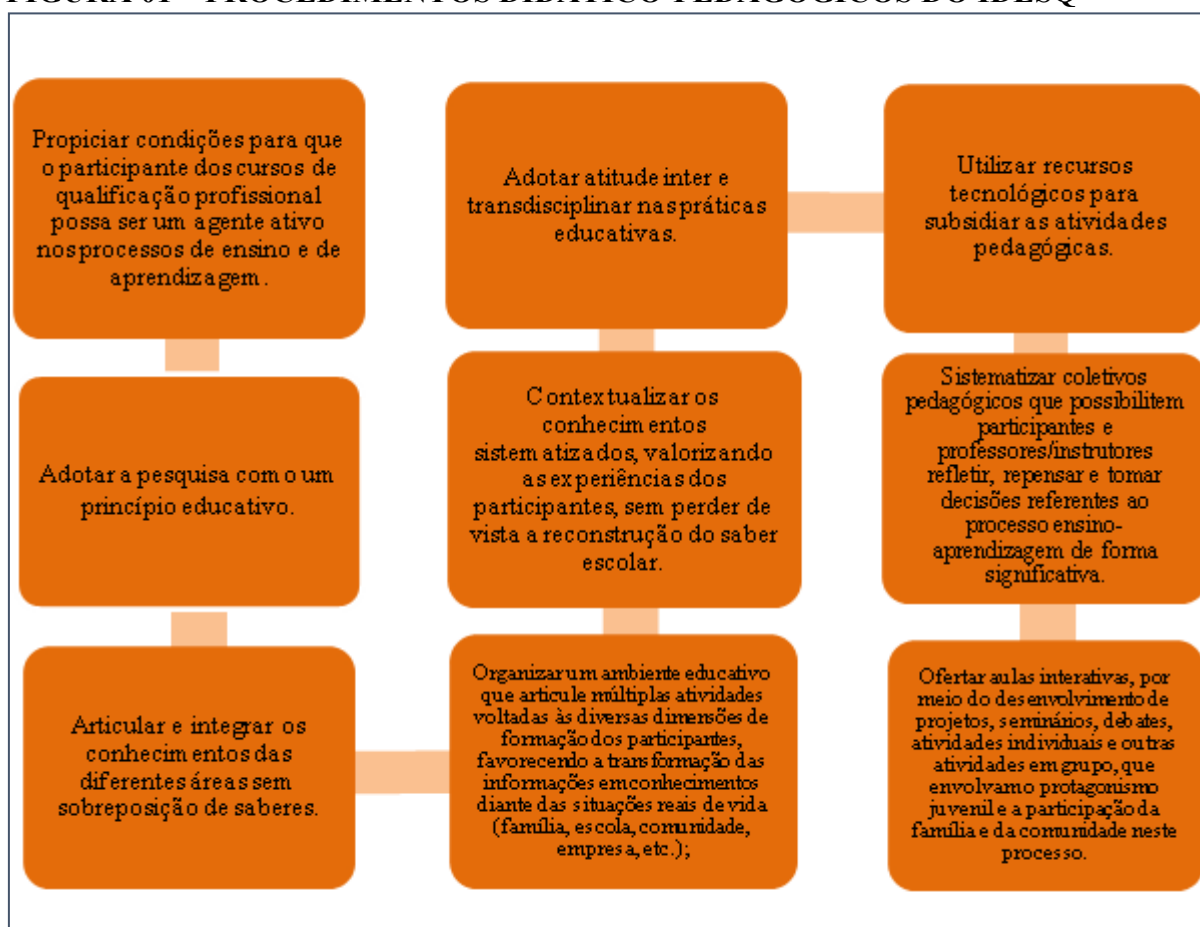 FIGURA 01 – PROCEDIMENTOS DIDÁTICO-PEDAGÓGICOS DO IDESQ
Propiciar condições para que
o participante dos cursos de
qualificação profissional
possa ser um agente ativo
nos processos de ensino e de
aprendizagem.
Adotar a pesquisa como um
princípio educativo.
Articular e integrar os
conhecimentos das
diferentes áreas sem
sobreposição de saberes.
Organizar um ambiente educativo
que articule múltiplas atividades
voltadas às diversas dimensões de
formação dos participantes,
favorecendo a transformação das
informações em conhecimentos
diante das situações reais de vida
(família, escola, comunidade,
empresa, etc.);
Contextualizar os
conhecimentos
sistematizados, valorizando
as experiências dos
participantes, sem perder de
vista a reconstrução do saber
escolar.
Adotar atitude inter e
transdisciplinar nas práticas
educativas.
Utilizar recursos
tecnológicos para
subsidiar as atividades
pedagógicas.
Sistematizar coletivos
pedagógicos que possibilitem
participantes e
professores/instrutores
refletir, repensar e tomar
decisões referentes ao
processo ensino-
aprendizagem de forma
significativa.
Ofertar aulas interativas, por
meio do desenvolvimento de
projetos, seminários, debates,
atividades individuais e outras
atividades em grupo, que
envolvam o protagonismo
juvenil e a participação da
família e da comunidade neste
processo.